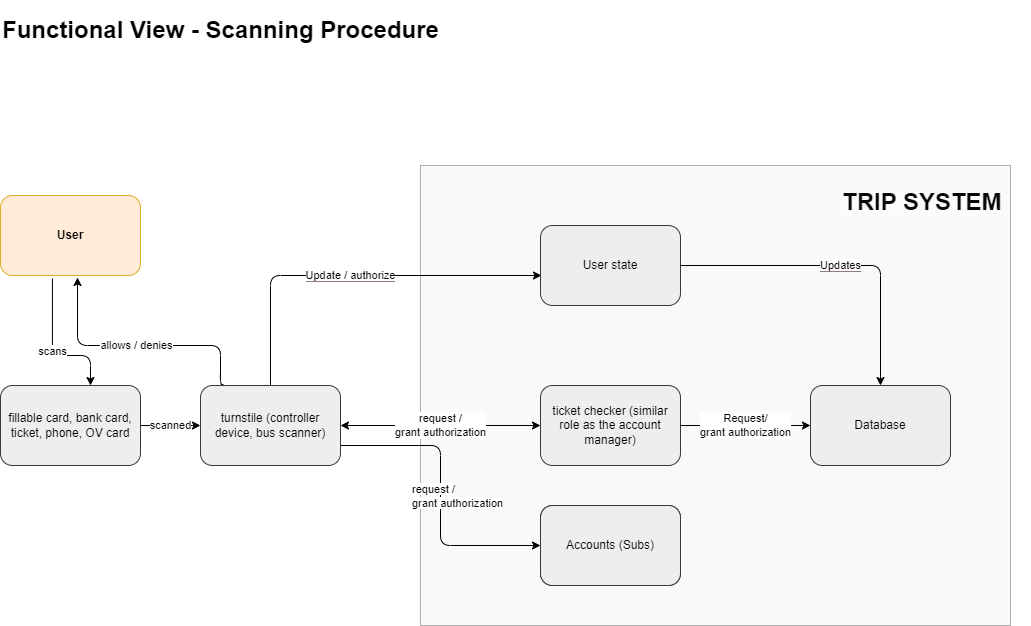 Functional View - Scanning Procedure
TRIP SYSTEM
User
User state
Update / authorize
Updates
allows / denies
scans
fillable card, bank card,
ticket, phone, OV card
scanned
turnstile (controller
device, bus scanner)
request /
grant authorization
ticket checker (similar
role as the account
manager)
Request/
grant authorization
Database
request /
grant authorization
Accounts (Subs)